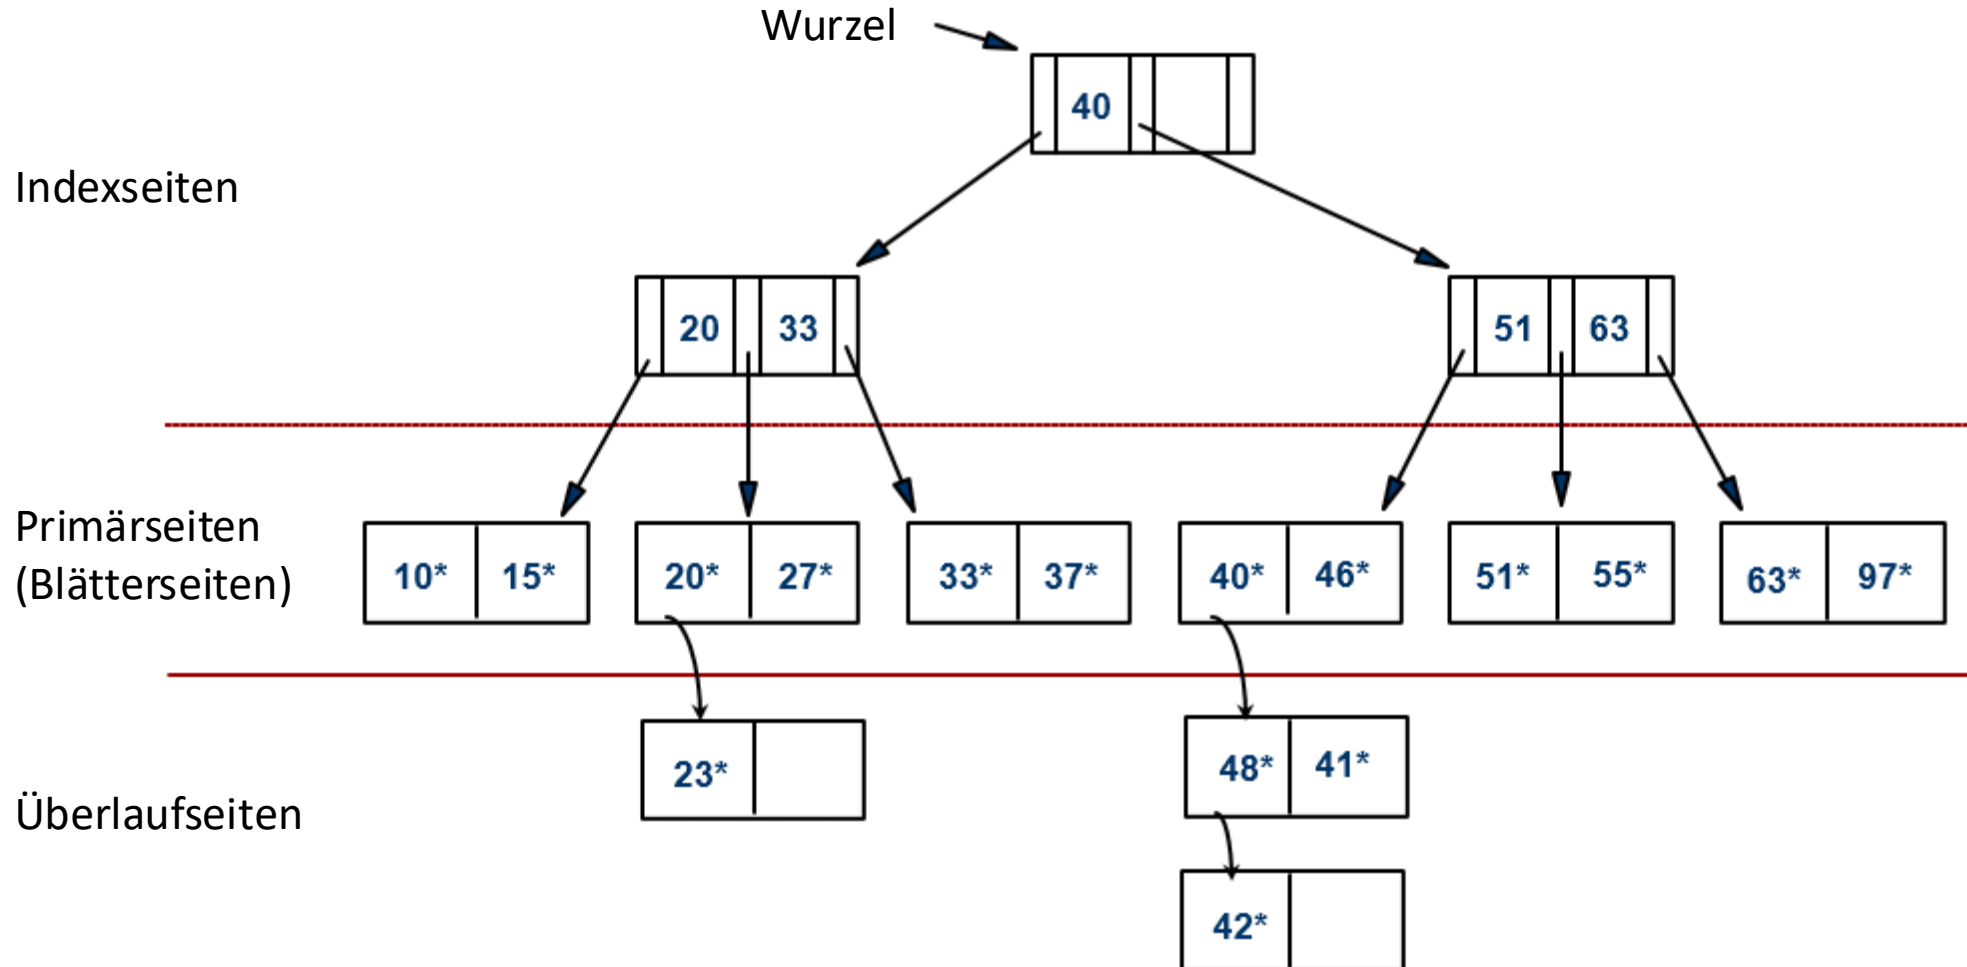 Wurzel
40
Indexseiten
20 33
51 63
Primärseiten
(Blätterseiten)
10* 15*
20* 27*
33* 37*
40* 46*
51* 55*
63* 97*
Überlaufseiten
23*
48* 41*
42*